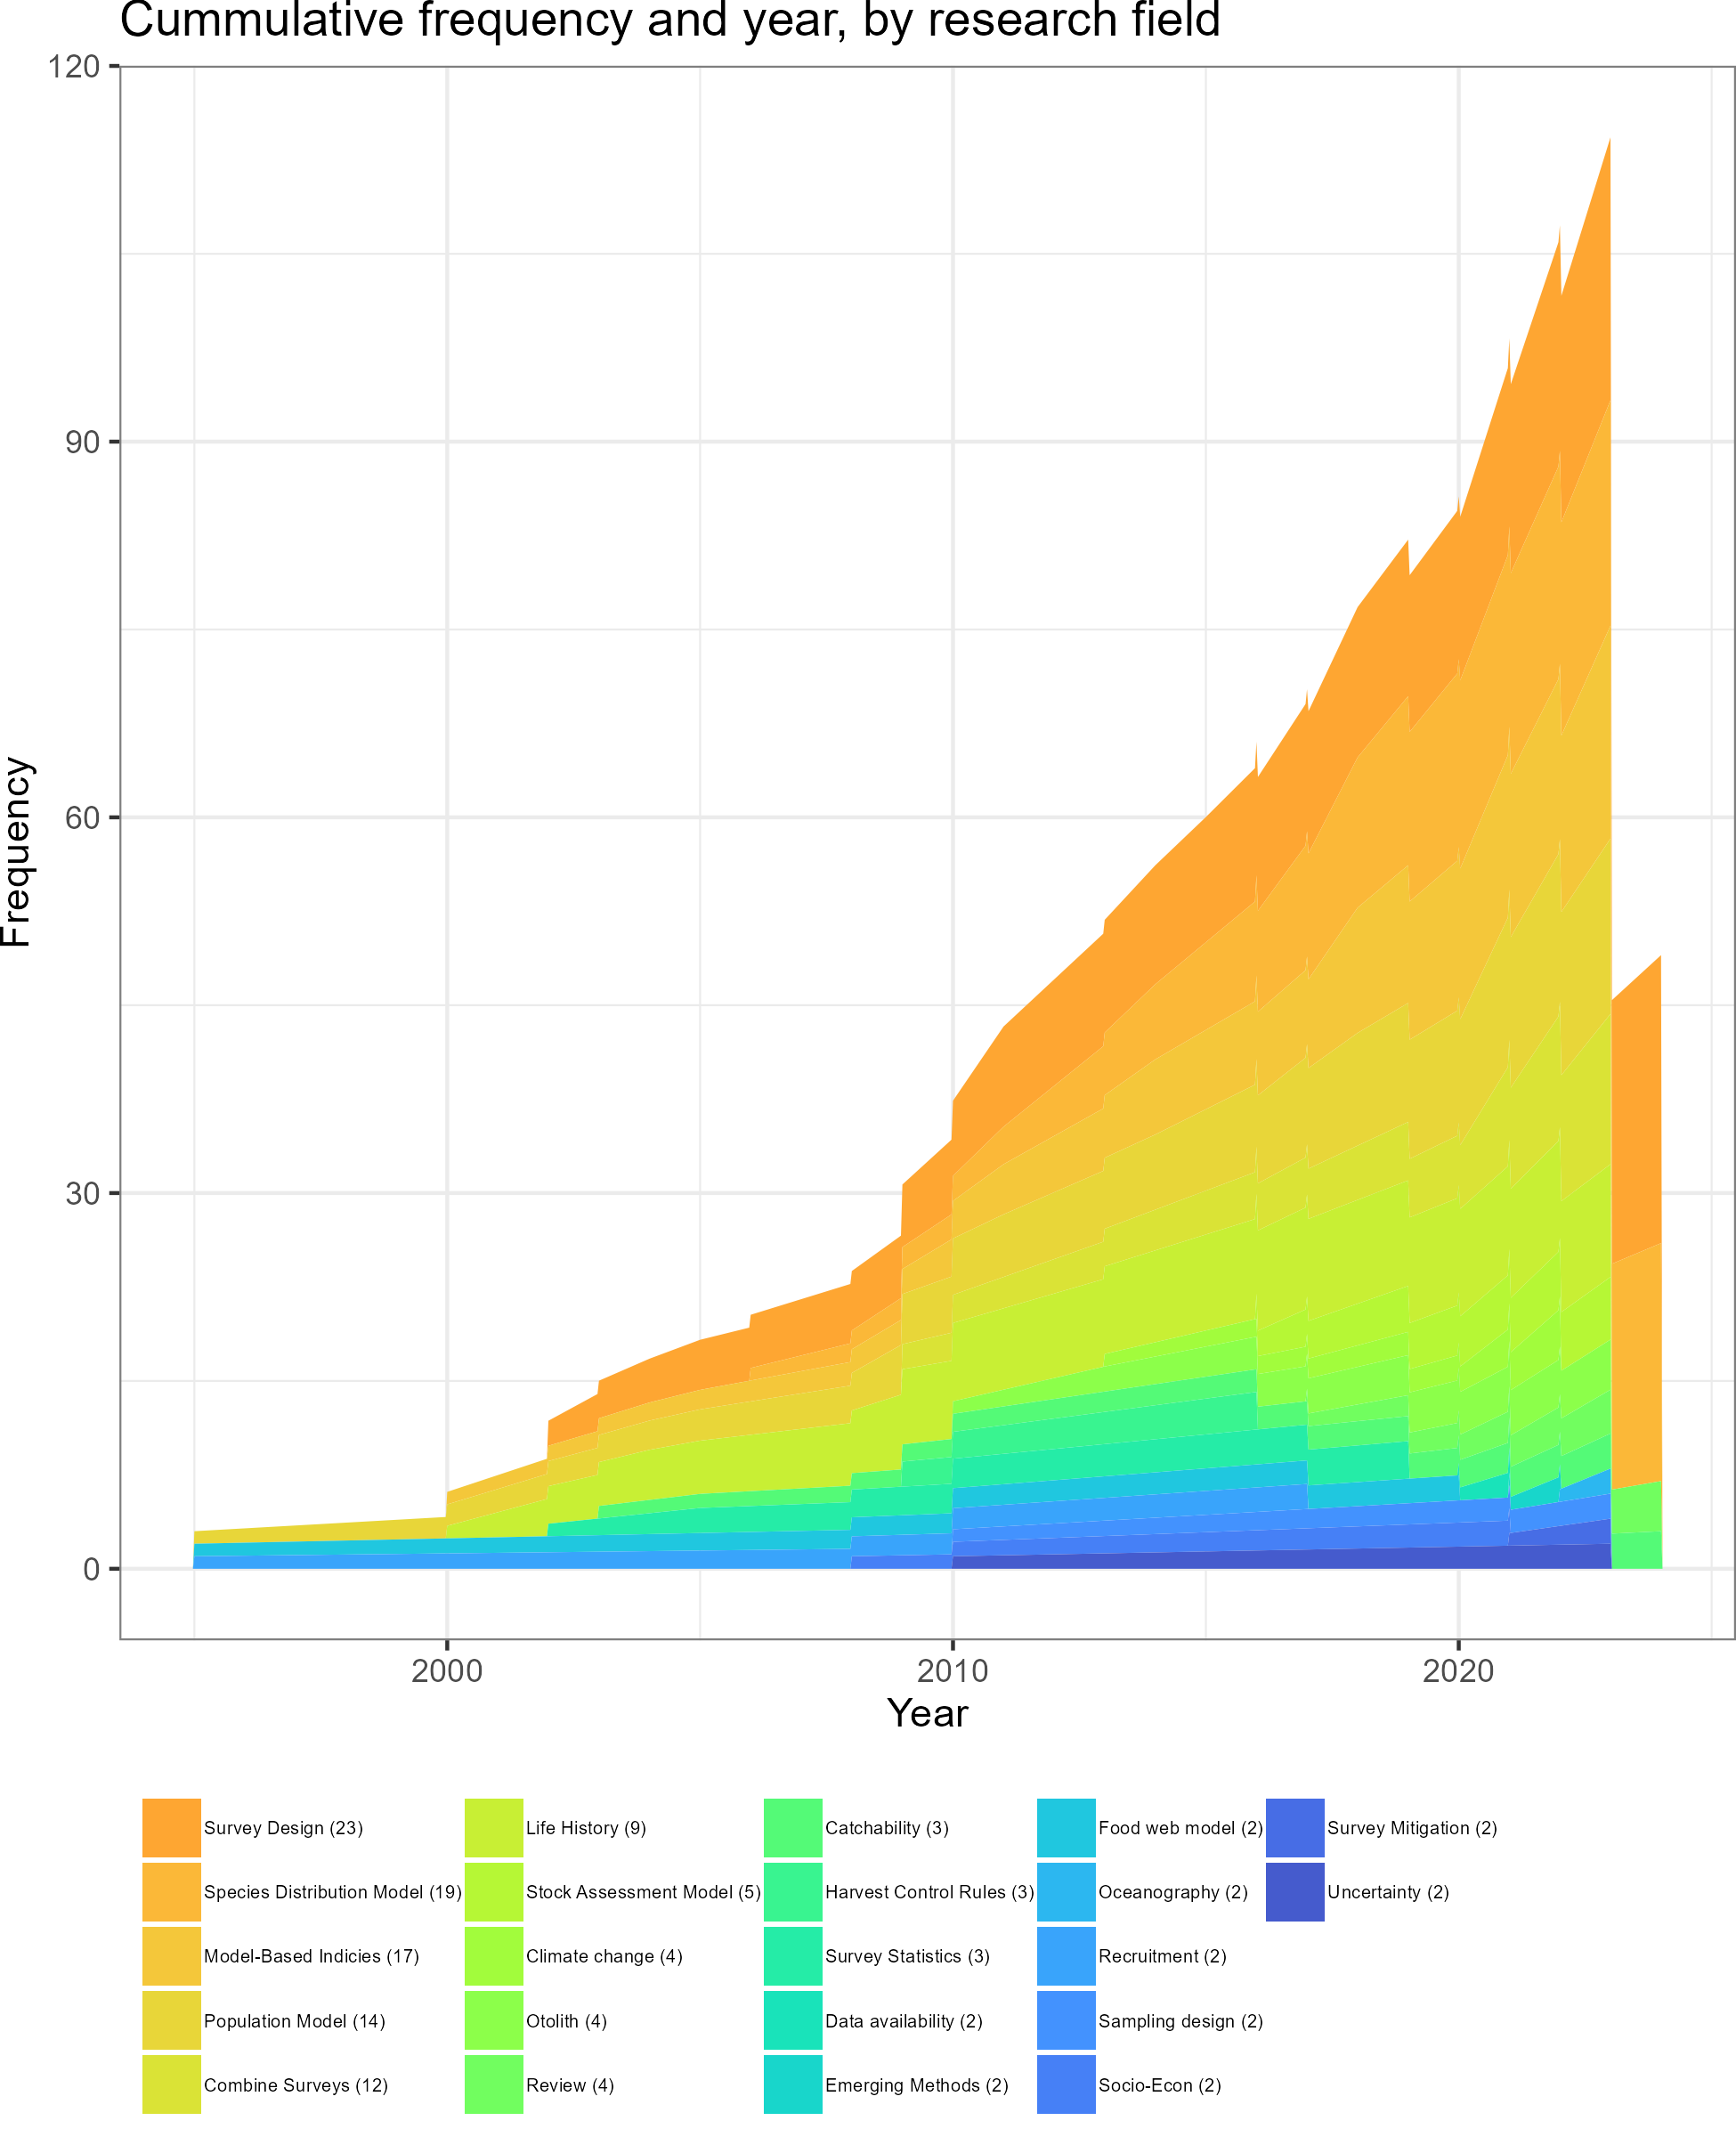 Cummulative frequency and year, by research field
120
90
60
30
0
Frequency
2000
2010
2020
Year
Survey Design (23)
Species Distribution Model (19)
Model-Based Indicies (17)
Population Model (14)
Combine Surveys (12)
Life History (9)
Stock Assessment Model (5)
Climate change (4)
Otolith (4)
Review (4)
Catchability (3)
Harvest Control Rules (3)
Survey Statistics (3)
Data availability (2)
Emerging Methods (2)
Food web model (2)
Oceanography (2)
Recruitment (2)
Sampling design (2)
Socio-Econ (2)
Survey Mitigation (2)
Uncertainty (2)